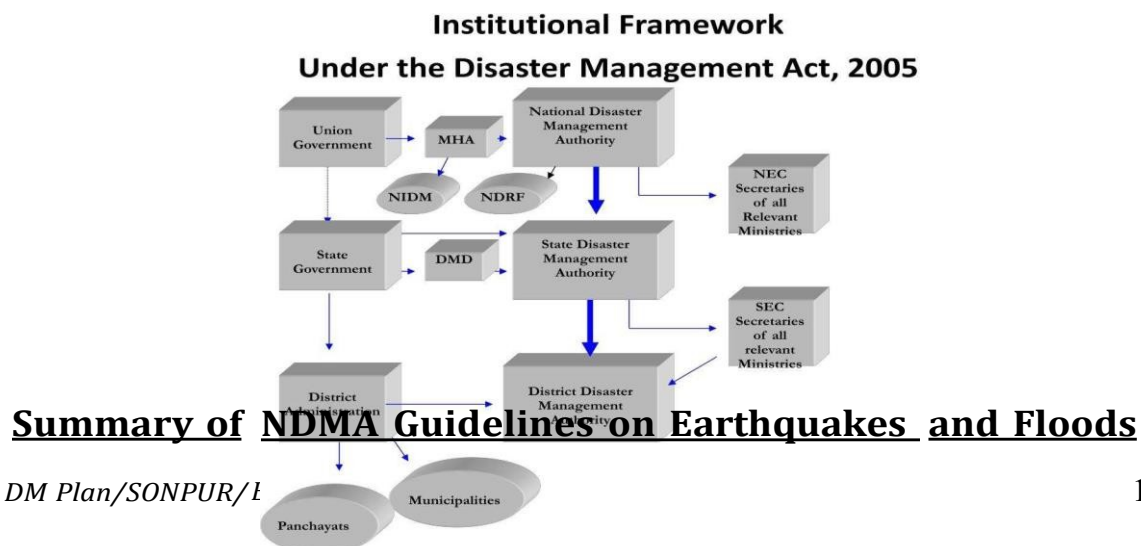 Institutional Framework
Under the Disaster Management Act, 2005
Union
Government
MHA
National Disaster
Management
Authority
NIDM
NDRF
NEC
Secretaries
of all
Relevant
Ministries
State
Government
DMD
State Disaster
Management
Authority
SEC
Secretaries
of all
relevant
Ministries
District
Administration
District Disaster
Management
Authority
Summary of NDMA Guidelines on Earthquakes and Floods
DM Plan/SONPUR/
1
Municipalities
Panchayats